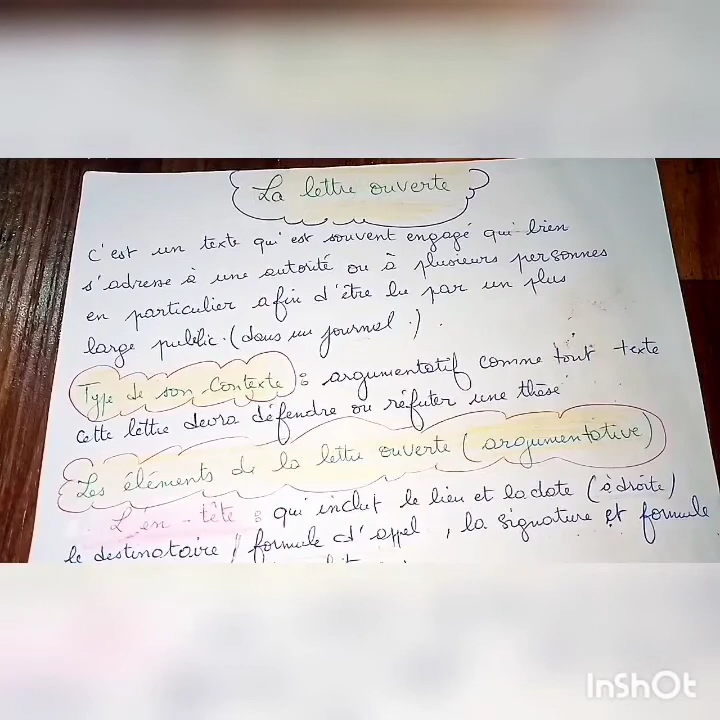 La lettre ouverte
C'est un texte qui est souvent engagé qui bien
s'adresse à une autorité ou à plusieurs personnes
en particulier afin d'être lu par un plus
large public. (dans un journal.).
Type de son contexte : argumentatif comme tout texte
cette lettre devra défendre ou réfuter une thèse
Les éléments de la lettre ouverte (argumentative)
L'en-tête : qui inclut le lieu et la date (à droite)
le destinataire, formule d'appel, la signature et formule
InShOt